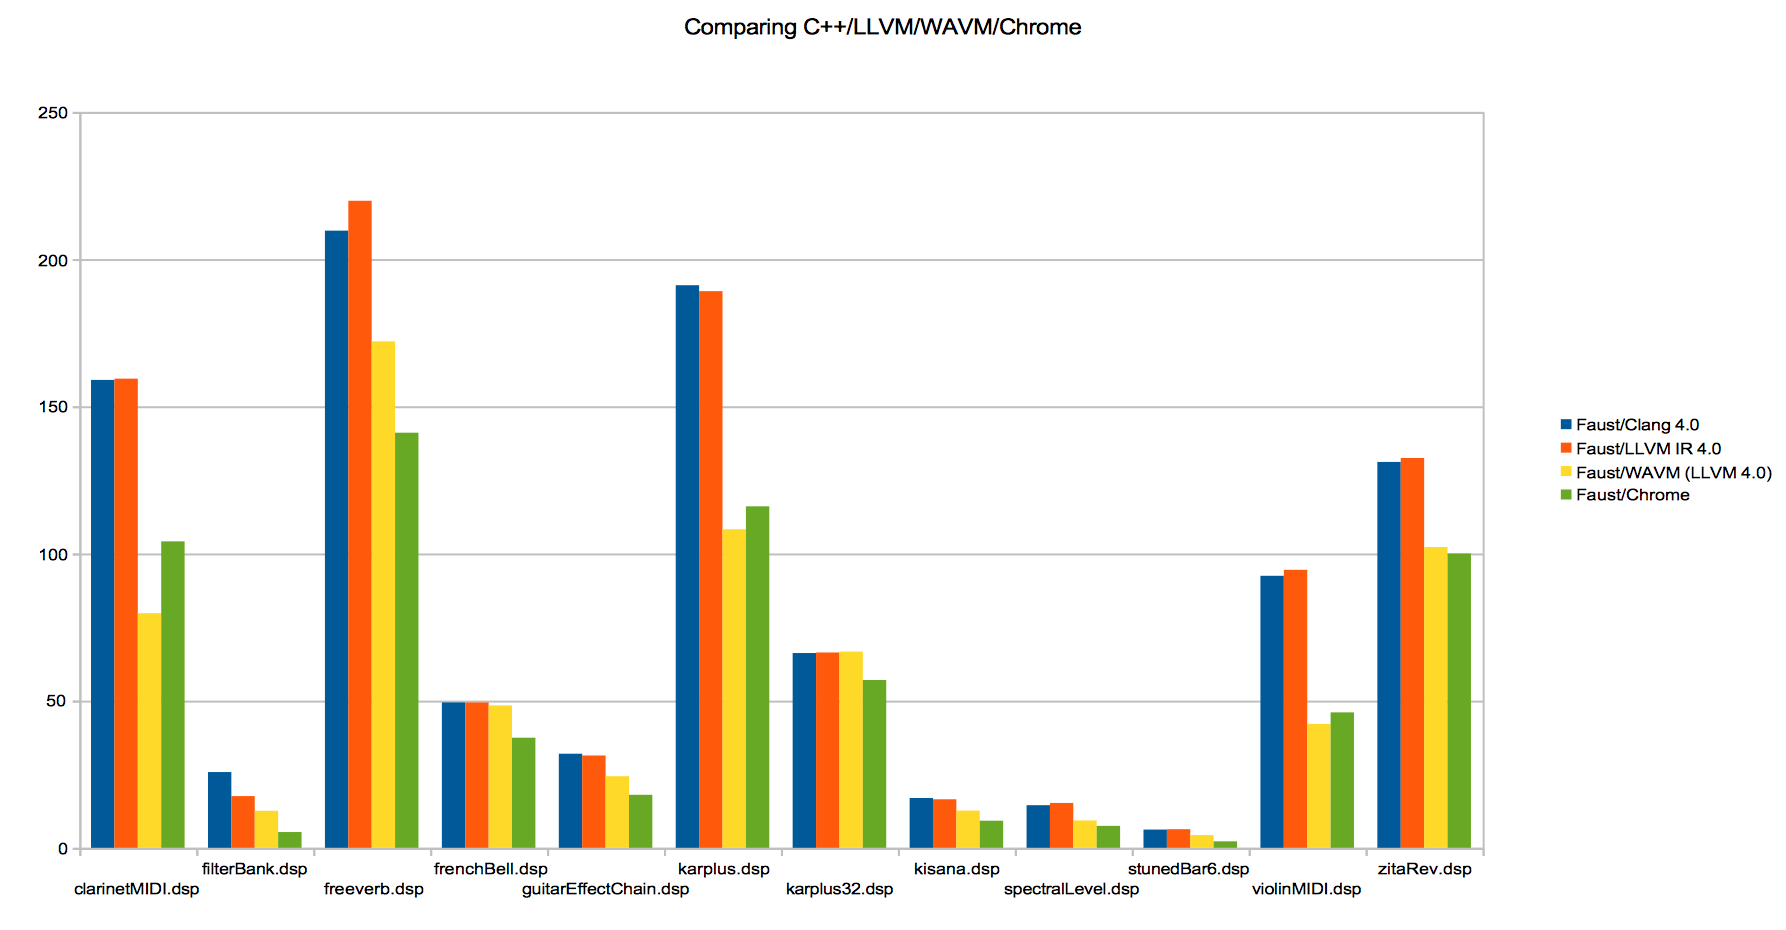 Comparing C++/LLVM/WAVM/Chrome
250
200
150
100
50
0
clarinetMIDI.dsp
filterBank.dsp
freeverb.dsp
frenchBell.dsp
guitarEffectChain.dsp
karplus.dsp
karplus32.dsp
kisana.dsp
spectralLevel.dsp
stunedBar6.dsp
violinMIDI.dsp
zitaRev.dsp
Faust/Clang 4.0
Faust/LLVM IR 4.0
Faust/WAVM (LLVM 4.0)
Faust/Chrome